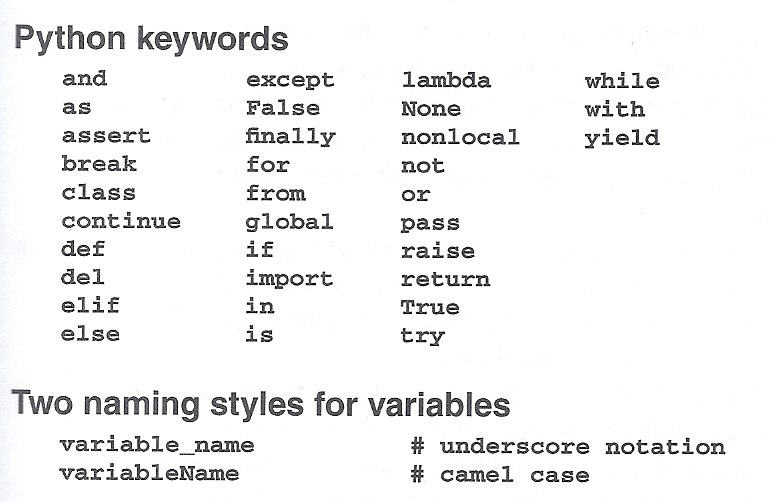 Python keywords
and except lambda while
as False None with
assert finally nonlocal yield
break for not
class from or
continue global pass
def if raise
del import return
elif in True
else is try
Two naming styles for variables
variable_name # underscore notation
variableName # camel case